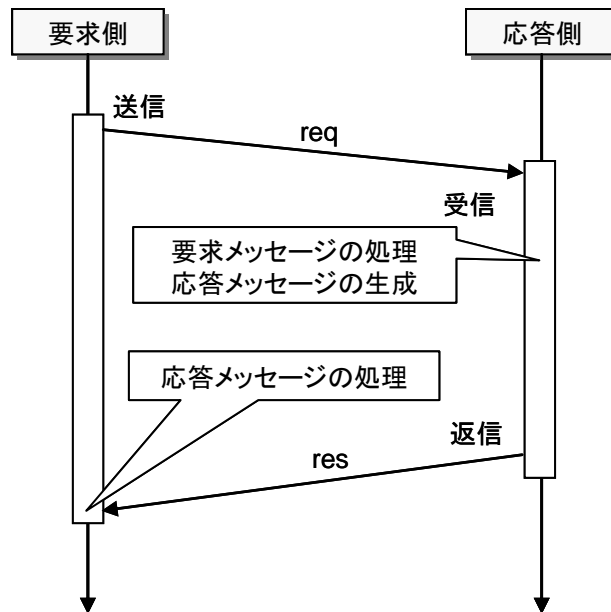 要求側
応答側
送信
req
受信
要求メッセージの処理
応答メッセージの生成
応答メッセージの処理
返信
res